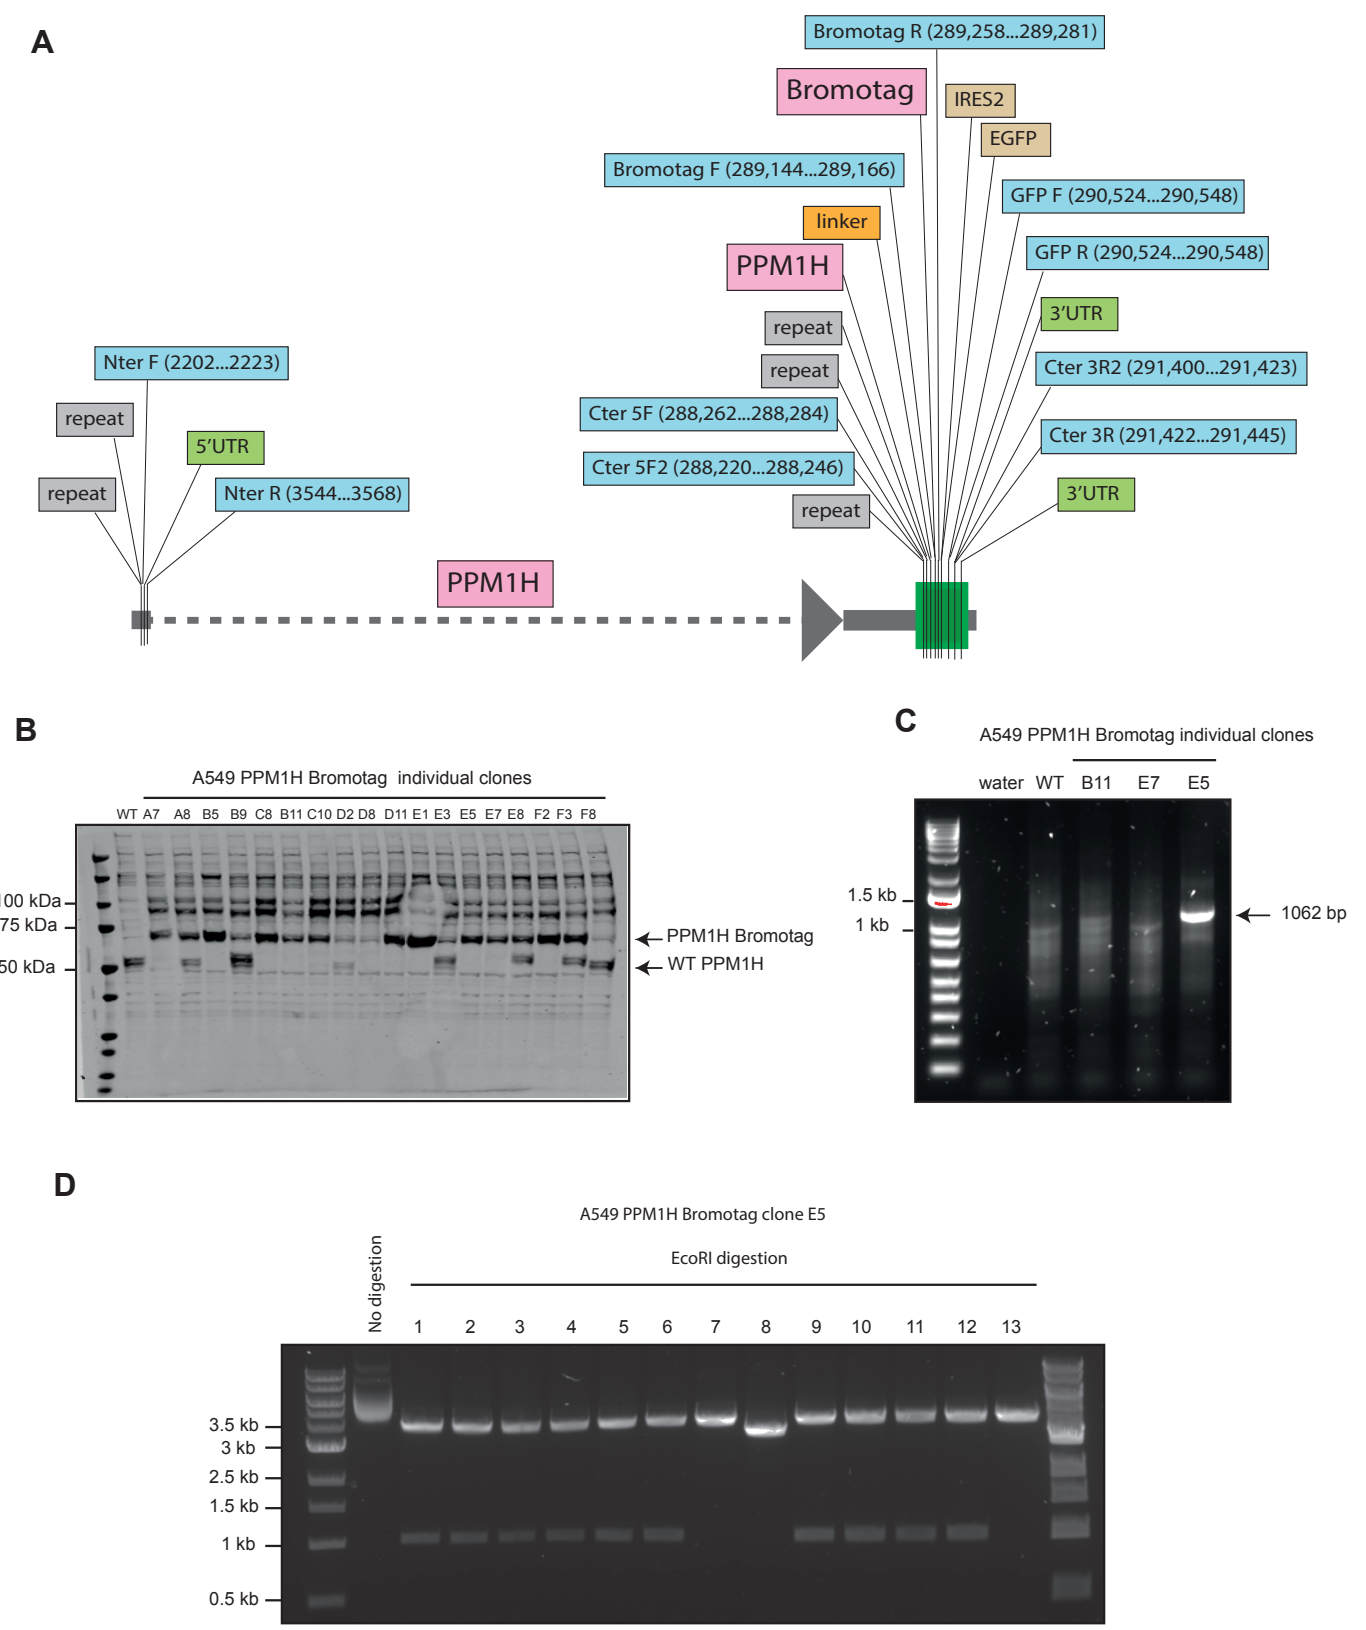 A
Bromotag R (289,258...289,281)
Bromotag
IRES2
EGFP
Bromotag F (289,144...289,166)
GFP F (290,524...290,548)
linker
GFP R (290,524...290,548)
PPM1H
3'UTR
repeat
Nter F (2202...2223)
repeat
Cter 3R2 (291,400...291,423)
repeat
Cter 5F (288,262...288,284)
5'UTR
Cter 3R (291,422...291,445)
Cter 5F2 (288,220...288,246)
repeat
Nter R (3544...3568)
3'UTR
repeat
PPM1H
B
A549 PPM1H Bromotag individual clones
WT A7 A8 B5 B9 C8 B11 C10 D2 D8 D11 E1 E3 E5 E7 E8 F2 F3 F8
100 kDa
75 kDa
50 kDa
PPM1H Bromotag
WT PPM1H
C
A549 PPM1H Bromotag individual clones
water WT B11 E7 E5
1.5 kb
1 kb
1062 bp
D
A549 PPM1H Bromotag clone E5
EcoRI digestion
No digestion
1 2 3 4 5 6 7 8 9 10 11 12 13
3.5 kb
3 kb
2.5 kb
1.5 kb
1 kb
0.5 kb